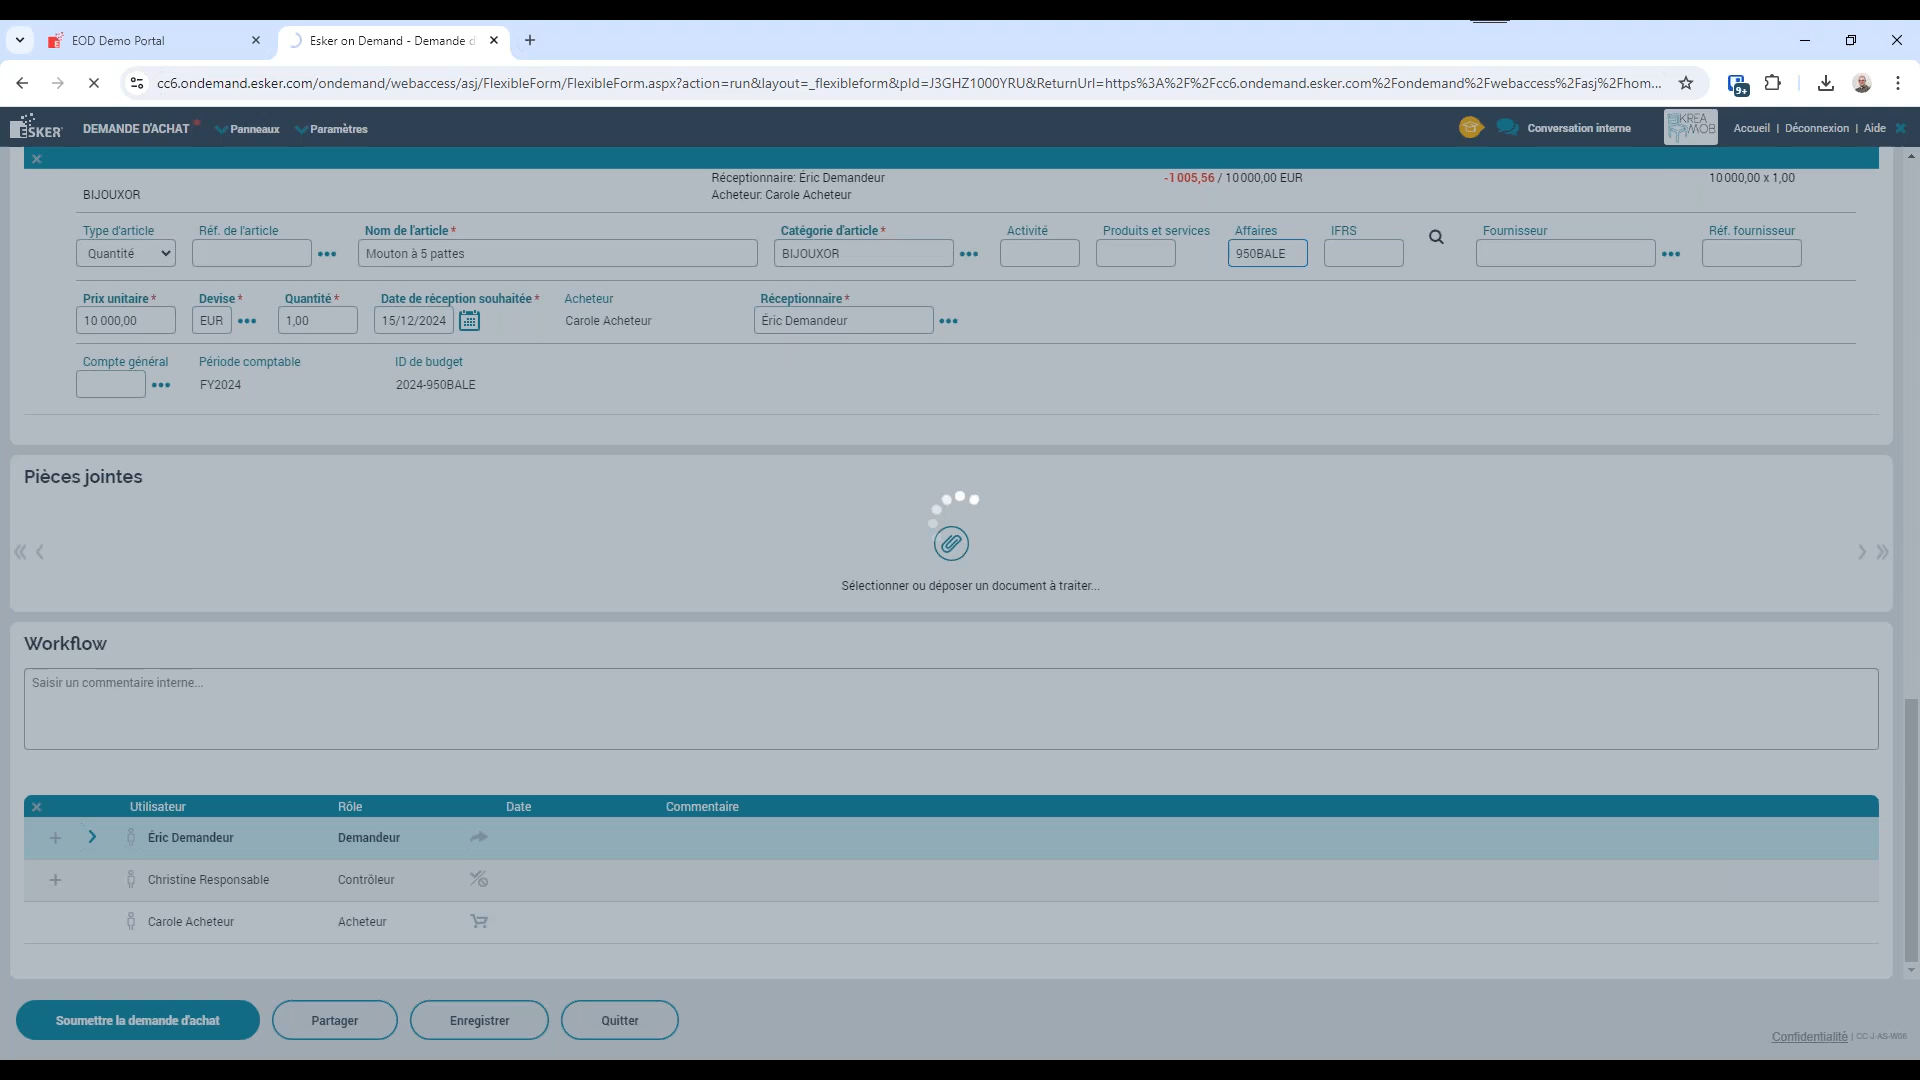 EOD Demo Portal
Esker on Demand - Demande d
cc6.ondemand.esker.com/ondemand/webaccess/asj/FlexibleForm/FlexibleForm.aspx?action=run&layout=_flexibleform&pId=J3GHZ1000YRU&ReturnUrl=https%3A%2F%2Fcc6.ondemand.esker.com%2Fondemand%2Fwebaccess%2Fasj%2Fhom...
9+
ESKER DEMANDE D'ACHAT * Panneaux Paramètres Conversation interne KREA MOB Accueil | Déconnexion | Aide
Réceptionnaire: Éric Demandeur -1 005,56 / 10 000,00 EUR 10 000,00 x 1,00
BIJOUXOR Acheteur: Carole Acheteur
Type d'article Réf. de l'article Nom de l'article * Catégorie d'article * Activité Produits et services Affaires IFRS Fournisseur Réf. fournisseur
Quantité Mouton à 5 pattes BIJOUXOR 950BALE
Prix unitaire * Devise * Quantité * Date de réception souhaitée * Acheteur Réceptionnaire *
10 000,00 EUR 1,00 15/12/2024 Carole Acheteur Éric Demandeur
Compte général Période comptable ID de budget
FY2024 2024-950BALE
Pièces jointes
Sélectionner ou déposer un document à traiter...
Workflow
Saisir un commentaire interne...
Utilisateur Rôle Date Commentaire
Éric Demandeur Demandeur
Christine Responsable Contrôleur
Carole Acheteur Acheteur
Soumettre la demande d'achat Partager Enregistrer Quitter
Confidentialité | CC-J-AS-W06